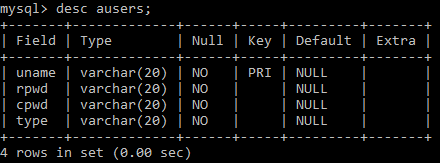 mysql> desc ausers;
+-------+-------------+------+-----+---------+-------+
| Field | Type        | Null | Key | Default | Extra |
+-------+-------------+------+-----+---------+-------+
| uname | varchar(20) | NO   | PRI | NULL    |       |
| rpwd  | varchar(20) | NO   |     | NULL    |       |
| cpwd  | varchar(20) | NO   |     | NULL    |       |
| type  | varchar(20) | NO   |     | NULL    |       |
+-------+-------------+------+-----+---------+-------+
4 rows in set (0.00 sec)